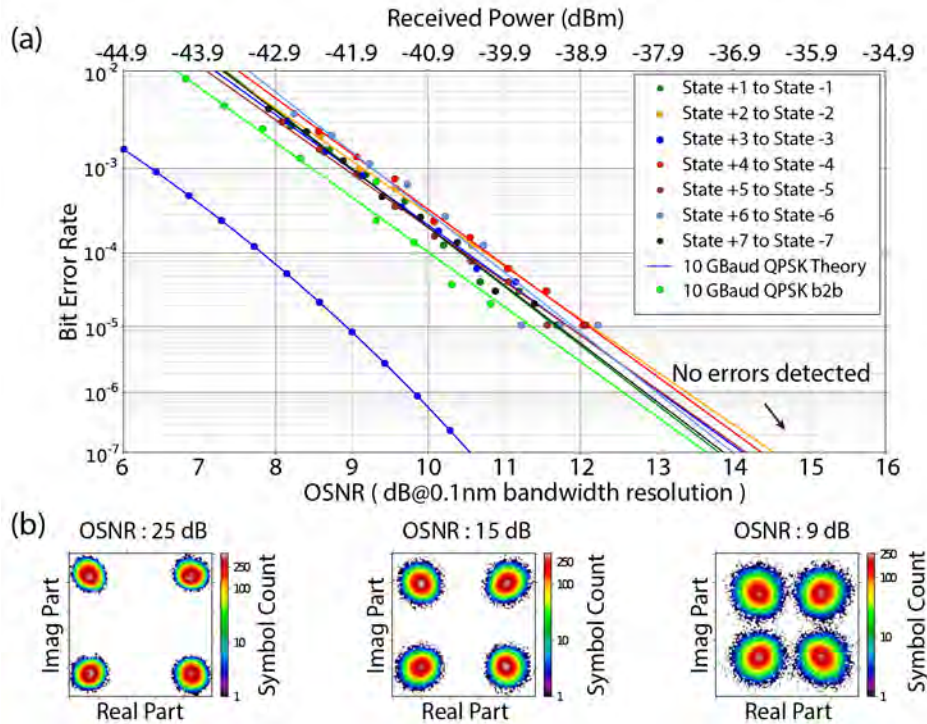 Received Power (dBm)
(a)
-44.9 -43.9 -42.9 -41.9 -40.9 -39.9 -38.9 -37.9 -36.9 -35.9 -34.9
Bit Error Rate
10-2
10-3
10-4
10-5
10-6
10-7
State +1 to State -1
State +2 to State -2
State +3 to State -3
State +4 to State -4
State +5 to State -5
State +6 to State -6
State +7 to State -7
10 GBaud QPSK Theory
10 GBaud QPSK b2b
No errors detected
6 7 8 9 10 11 12 13 14 15 16
OSNR ( dB@0.1nm bandwidth resolution )
(b)
OSNR : 25 dB
Imag Part
Real Part
250
100
10
1
Symbol Count
OSNR : 15 dB
Imag Part
Real Part
250
100
10
1
Symbol Count
OSNR : 9 dB
Imag Part
Real Part
250
100
10
1
Symbol Count